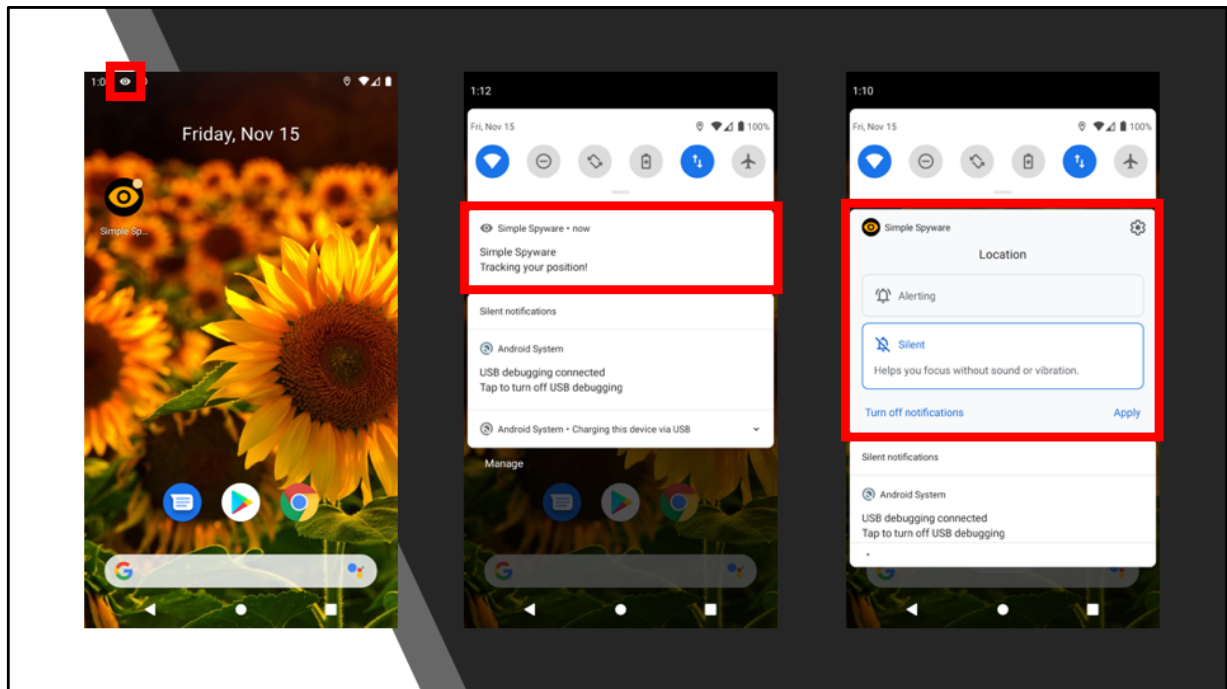 1:0
Friday, Nov 15
Simple Sp...
1:12
Fri, Nov 15
100%
Simple Spyware • now
Simple Spyware
Tracking your position!
Silent notifications
Android System
USB debugging connected
Tap to turn off USB debugging
Android System • Charging this device via USB
Manage
1:10
Fri, Nov 15
100%
Simple Spyware
Location
Alerting
Silent
Helps you focus without sound or vibration.
Turn off notifications
Apply
Silent notifications
Android System
USB debugging connected
Tap to turn off USB debugging